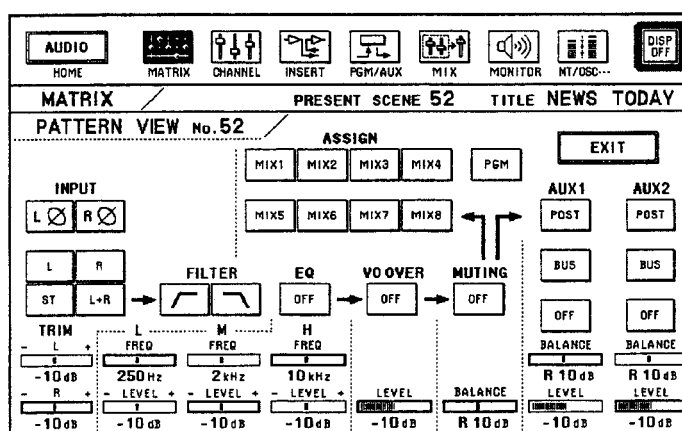 AUDIO
HOME
MATRIX CHANNEL INSERT PGM/AUX MIX MONITOR NT/OSC···
DISP OFF
MATRIX PRESENT SCENE 52 TITLE NEWS TODAY
PATTERN VIEW No.52
ASSIGN
EXIT
MIX1 MIX2 MIX3 MIX4 PGM
INPUT
AUX1 AUX2
L Ø R Ø
MIX5 MIX6 MIX7 MIX8
POST POST
L R
FILTER EQ VO OVER MUTING
BUS BUS
ST L+R
OFF OFF OFF
OFF OFF
TRIM L M H
- L + FREQ FREQ FREQ BALANCE BALANCE
-10dB 250Hz 2kHz 10kHz R 10dB R 10dB
- R + - LEVEL + - LEVEL + - LEVEL + LEVEL BALANCE LEVEL LEVEL
-10dB -10dB -10dB -10dB -10dB R 10dB -10dB -10dB